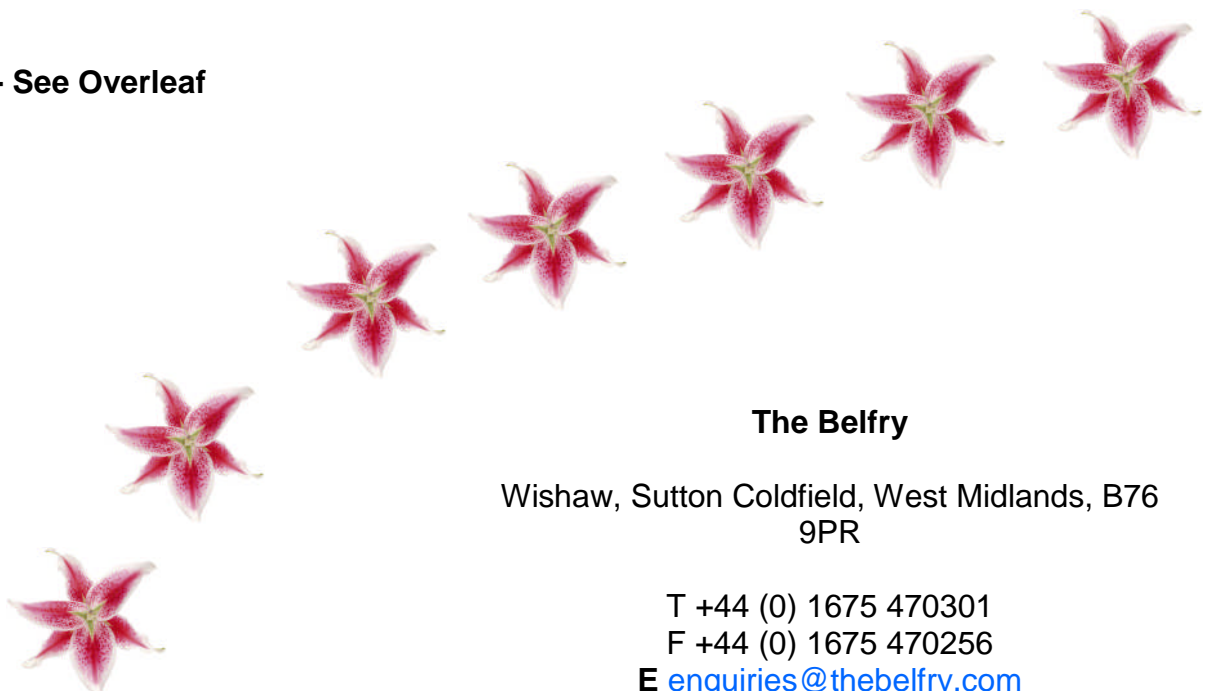 - See Overleaf
The Belfry
Wishaw, Sutton Coldfield, West Midlands, B76
9PR
T +44 (0) 1675 470301
F +44 (0) 1675 470256
E enquiries@thebelfry.com